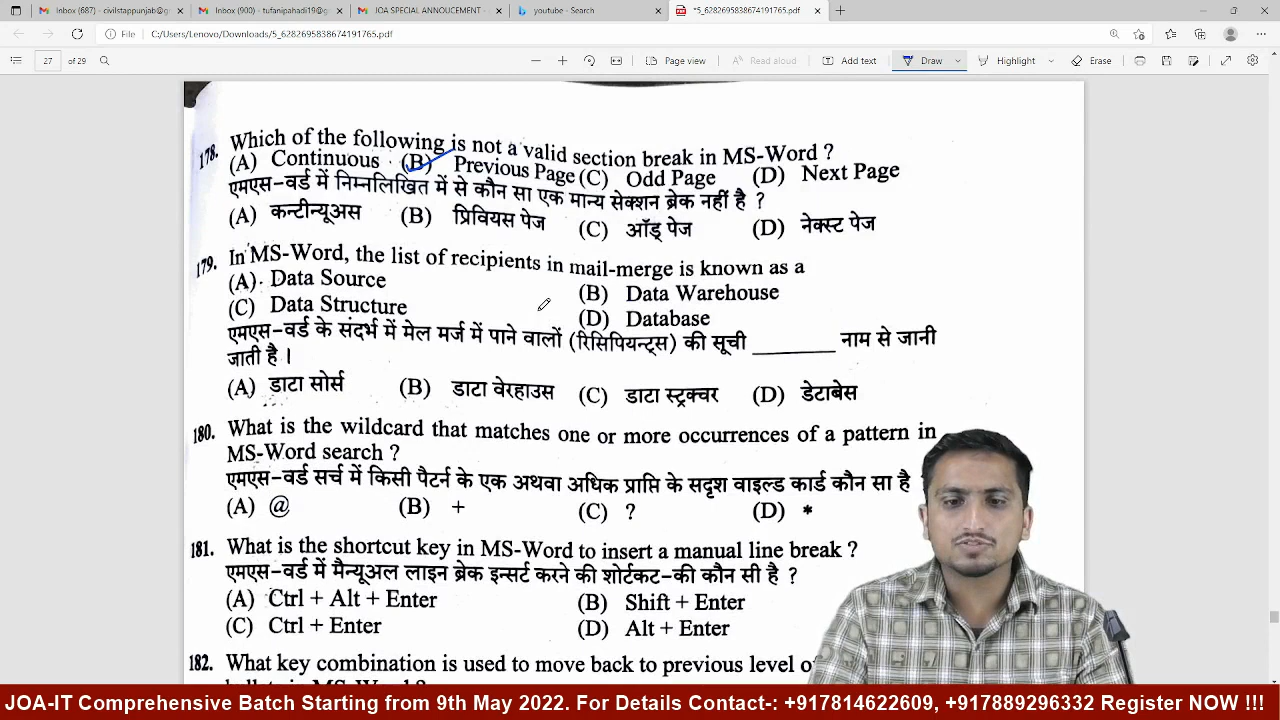 Inbox (687) - civilstappunjab@gr
Inbox (900) - tufanipahadi19@gr
JOA SPECIAL ANNOUCEMENT -
youtube - Search
*5_6282695838674191765.pdf
File C:/Users/Lenovo/Downloads/5_6282695838674191765.pdf
27 of 29
Page view Read aloud Add text Draw Highlight Erase
178. Which of the following is not a valid section break in MS-Word ?
(A) Continuous (B) Previous Page (C) Odd Page (D) Next Page
एमएस-वर्ड में निम्नलिखित में से कौन सा एक मान्य सेक्शन ब्रेक नहीं है ?
(A) कन्टीन्यूअस (B) प्रिवियस पेज (C) ऑड् पेज (D) नेक्स्ट पेज
179. In MS-Word, the list of recipients in mail-merge is known as a
(A) Data Source (B) Data Warehouse
(C) Data Structure (D) Database
एमएस-वर्ड के संदर्भ में मेल मर्ज में पाने वालों (रिसिपियन्ट्स) की सूची ________ नाम से जानी
जाती है ।
(A) डाटा सोर्स (B) डाटा वेरहाउस (C) डाटा स्ट्रक्चर (D) डेटाबेस
180. What is the wildcard that matches one or more occurrences of a pattern in
MS-Word search ?
एमएस-वर्ड सर्च में किसी पैटर्न के एक अथवा अधिक प्राप्ति के सदृश वाइल्ड कार्ड कौन सा है
(A) @ (B) + (C) ? (D) *
181. What is the shortcut key in MS-Word to insert a manual line break ?
एमएस-वर्ड में मैन्यूअल लाइन ब्रेक इन्सर्ट करने की शोर्टकट-की कौन सी है ?
(A) Ctrl + Alt + Enter (B) Shift + Enter
(C) Ctrl + Enter (D) Alt + Enter
182. What key combination is used to move back to previous level of
JOA-IT Comprehensive Batch Starting from 9th May 2022. For Details Contact-: +917814622609, +917889296332 Register NOW !!!